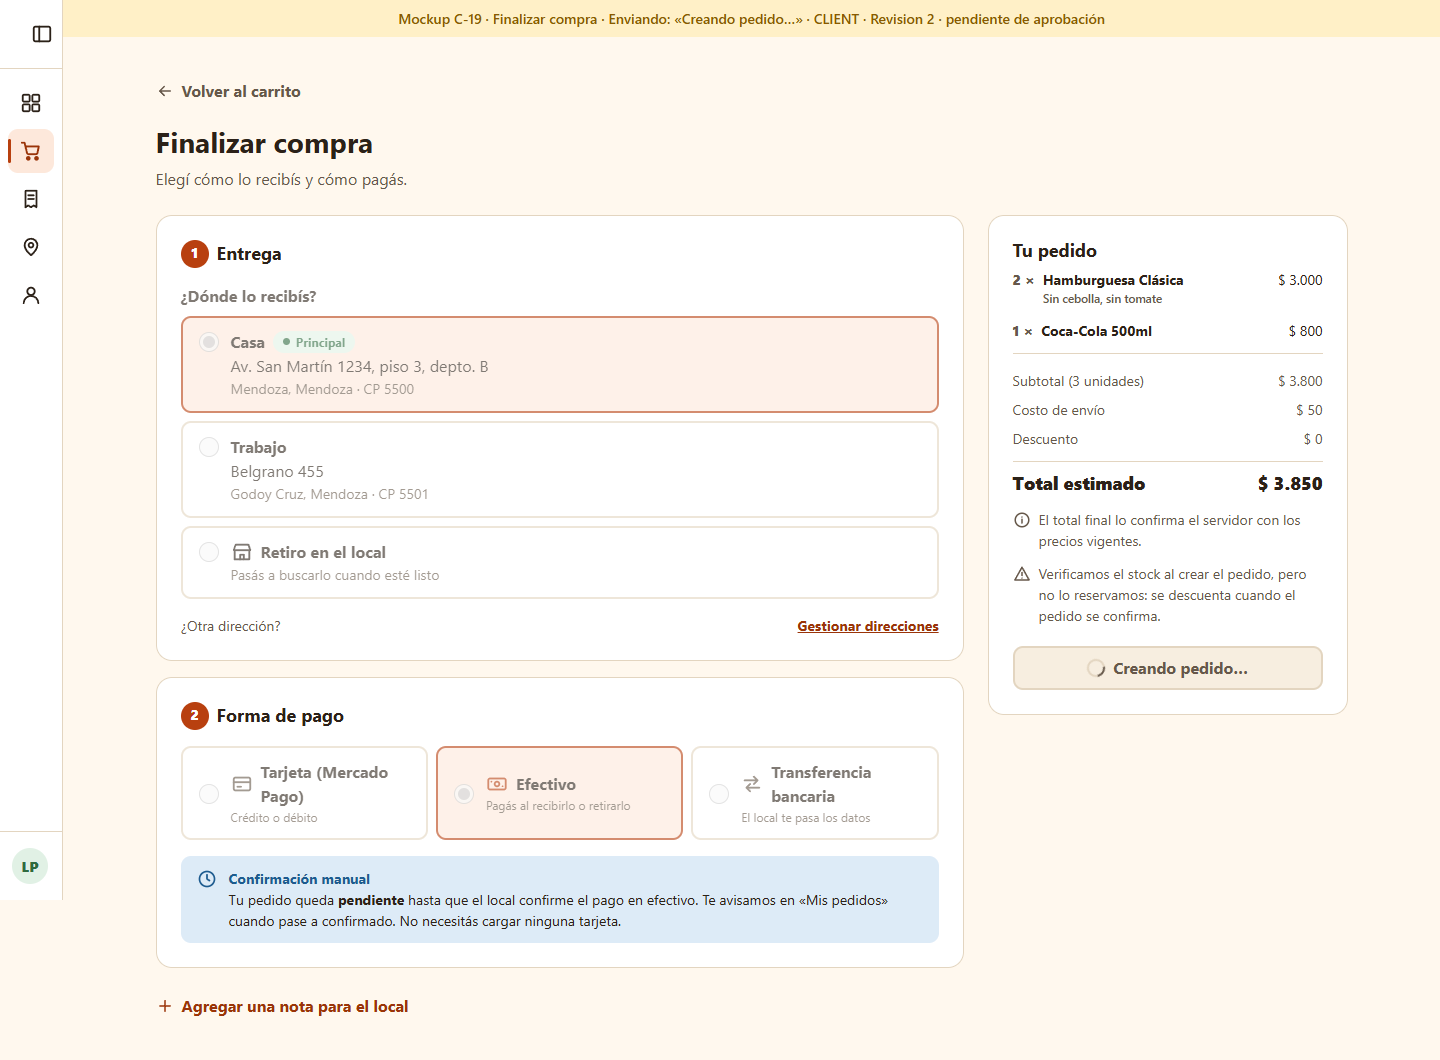 Mockup C-19 · Finalizar compra · Enviando: «Creando pedido...» · CLIENT · Revision 2 · pendiente de aprobación
Volver al carrito
Finalizar compra
Elegí cómo lo recibís y cómo pagás.
1 Entrega
¿Dónde lo recibís?
Casa Principal
Av. San Martín 1234, piso 3, depto. B
Mendoza, Mendoza · CP 5500
Trabajo
Belgrano 455
Godoy Cruz, Mendoza · CP 5501
Retiro en el local
Pasás a buscarlo cuando esté listo
¿Otra dirección? Gestionar direcciones
2 Forma de pago
Tarjeta (Mercado
Pago)
Crédito o débito
Efectivo
Pagás al recibirlo o retirarlo
Transferencia
bancaria
El local te pasa los datos
Confirmación manual
Tu pedido queda pendiente hasta que el local confirme el pago en efectivo. Te avisamos en «Mis pedidos»
cuando pase a confirmado. No necesitás cargar ninguna tarjeta.
Agregar una nota para el local
Tu pedido
2 × Hamburguesa Clásica $ 3.000
Sin cebolla, sin tomate
1 × Coca-Cola 500ml $ 800
Subtotal (3 unidades) $ 3.800
Costo de envío $ 50
Descuento $ 0
Total estimado $ 3.850
El total final lo confirma el servidor con los
precios vigentes.
Verificamos el stock al crear el pedido, pero
no lo reservamos: se descuenta cuando el
pedido se confirma.
Creando pedido...
LP